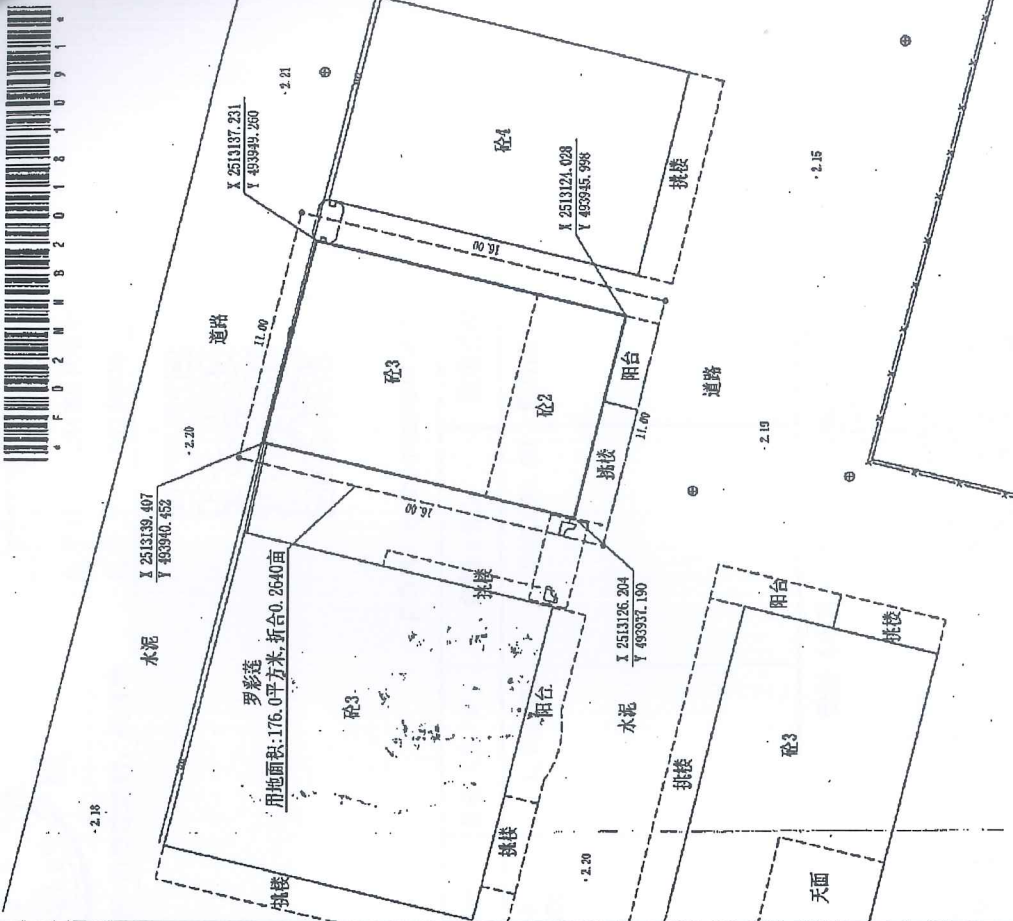 *FD2MMB20181091*
·2.21
X 2513137.231
Y 493949.260
砼4
X 2513124.028
Y 493945.998
挑楼
·2.15
道路
11.00
16.00
·2.20
砼3
砼2
阳台
道路
挑楼
11.00
X 2513139.407
Y 493940.452
16.00
·2.19
水泥
罗彩莲
用地面积:176.0平方米,折合0.2640亩
挑楼
X 2513126.204
Y 493937.190
阳台
挑楼
砼3
阳台
水泥
·2.18
挑楼
砼3
挑楼
·2.20
挑楼
天面